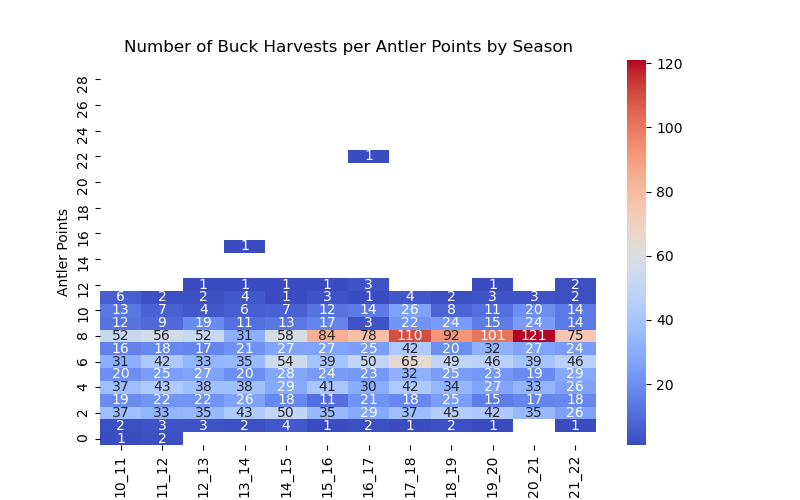 Number of Buck Harvests per Antler Points by Season
Antler Points
28
26
24
22 1
20
18
16
1
14
12 1 1 1 1 3 1 2
6 2 2 4 1 3 1 4 2 3 3 2
10 13 7 4 6 7 12 14 26 8 11 20 14
12 9 19 11 13 17 3 22 24 15 24 14
8 52 56 52 31 58 84 78 110 92 101 121 75
16 18 17 21 27 27 25 42 20 32 27 24
6 31 42 33 35 54 39 50 65 49 46 39 46
20 25 27 20 28 24 23 32 25 23 19 29
4 37 43 38 38 29 41 30 42 34 27 33 26
19 22 22 26 18 11 21 18 25 15 17 18
2 37 33 35 43 50 35 29 37 45 42 35 26
2 3 3 2 4 1 2 1 2 1 1
0 1 2
10_11 11_12 12_13 13_14 14_15 15_16 16_17 17_18 18_19 19_20 20_21 21_22
120
100
80
60
40
20